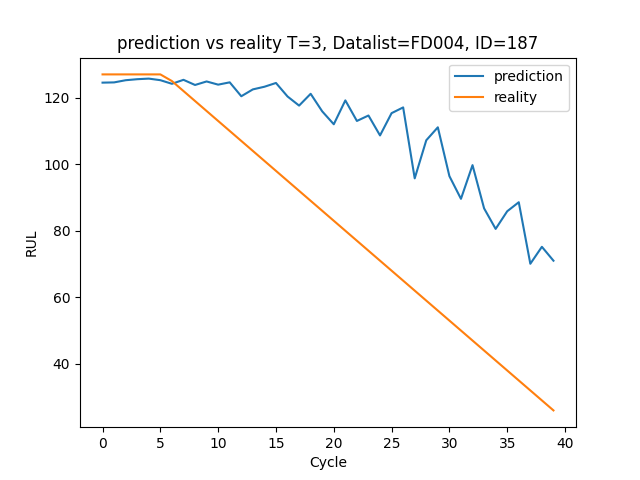 prediction vs reality T=3, Datalist=FD004, ID=187
prediction
reality
RUL
120
100
80
60
40
0 5 10 15 20 25 30 35 40
Cycle